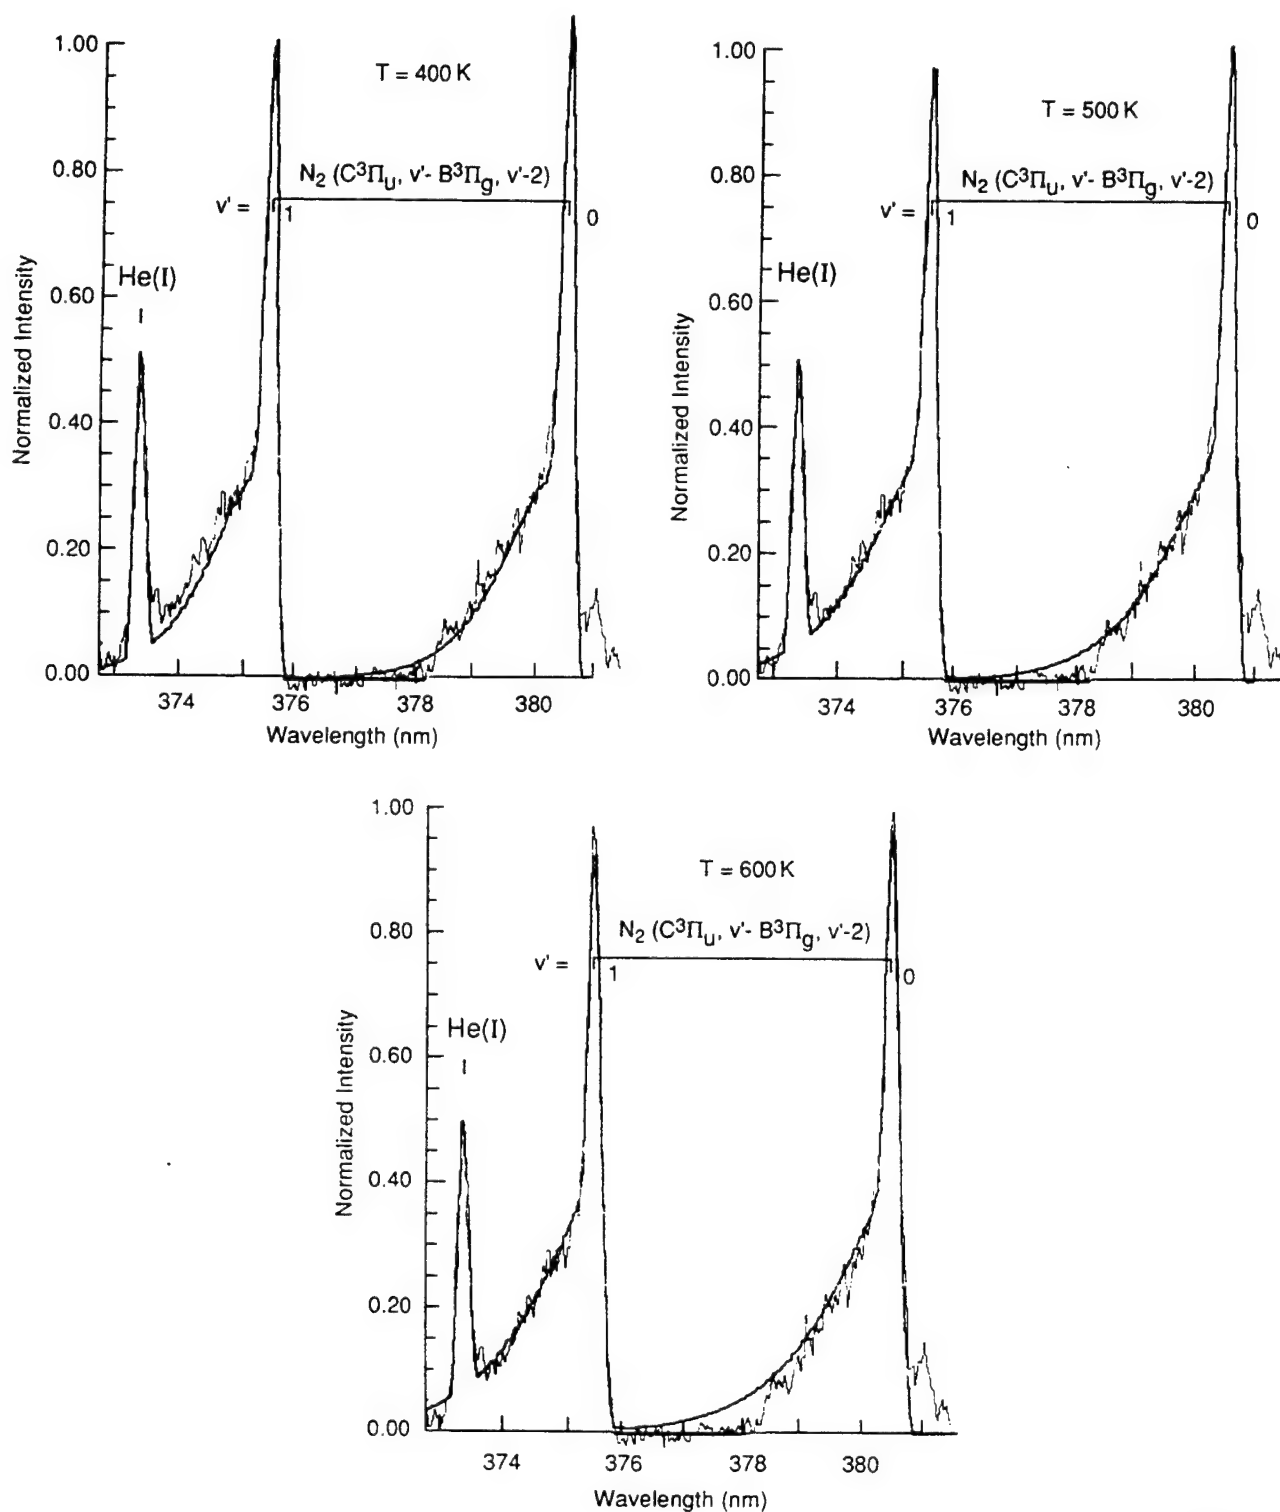 1.00
T = 400 K
0.80
N₂ (C³Πᵤ, v'- B³Πg, v'-2)
v' =
1
0
He(I)
0.60
Normalized Intensity
0.40
0.20
0.00
374
376
378
380
Wavelength (nm)
1.00
T = 500 K
0.80
N₂ (C³Πᵤ, v'- B³Πg, v'-2)
v' =
1
0
He(I)
0.60
Normalized Intensity
0.40
0.20
0.00
374
376
378
380
Wavelength (nm)
1.00
T = 600 K
0.80
N₂ (C³Πᵤ, v'- B³Πg, v'-2)
v' =
1
0
He(I)
0.60
Normalized Intensity
0.40
0.20
0.00
374
376
378
380
Wavelength (nm)